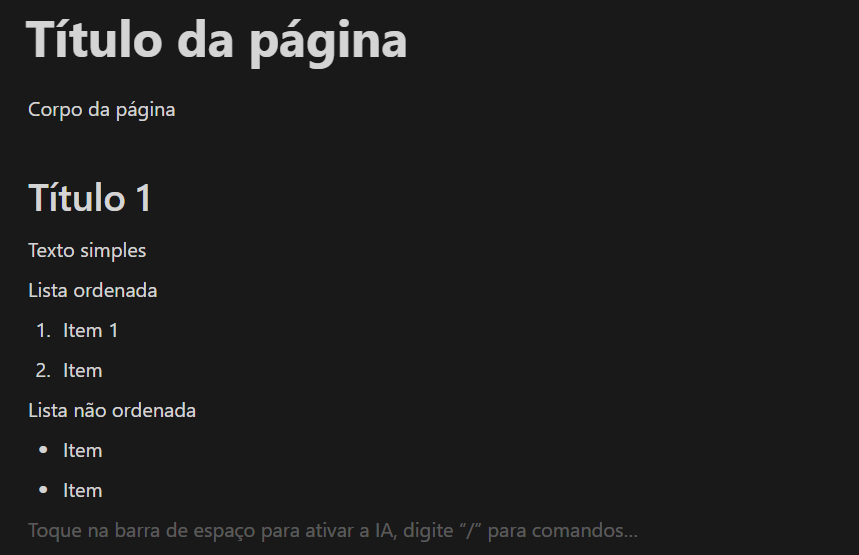 Título da página
Corpo da página
Título 1
Texto simples
Lista ordenada
1. Item 1
2. Item
Lista não ordenada
• Item
• Item
Toque na barra de espaço para ativar a IA, digite “/” para comandos...